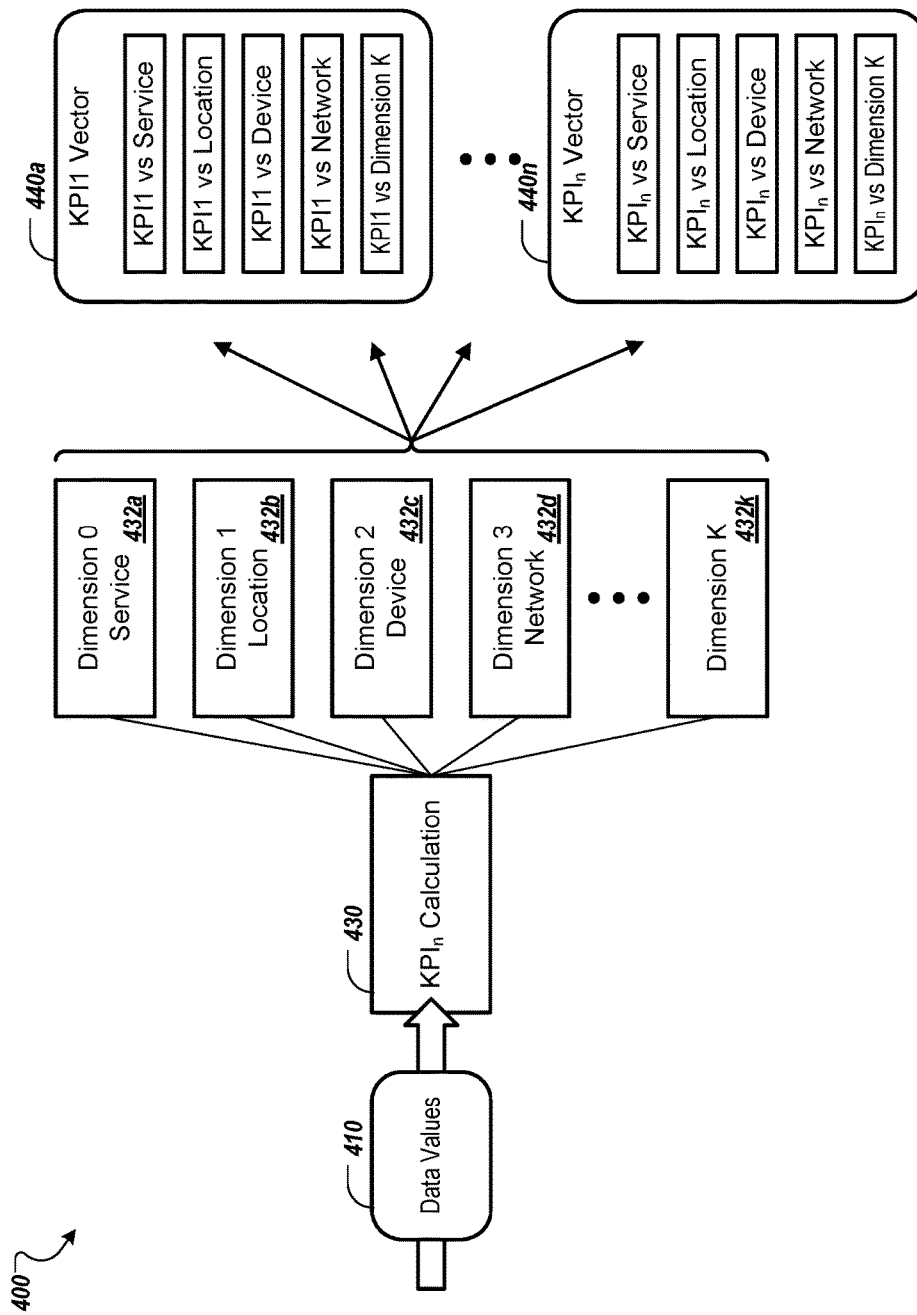 400
410
Data Values
430
KPIn Calculation
Dimension 0
Service
432a
Dimension 1
Location
432b
Dimension 2
Device
432c
Dimension 3
Network
432d
Dimension K
432k
440a
KPI1 Vector
KPI1 vs Service
KPI1 vs Location
KPI1 vs Device
KPI1 vs Network
KPI1 vs Dimension K
440n
KPIn Vector
KPIn vs Service
KPIn vs Location
KPIn vs Device
KPIn vs Network
KPIn vs Dimension K